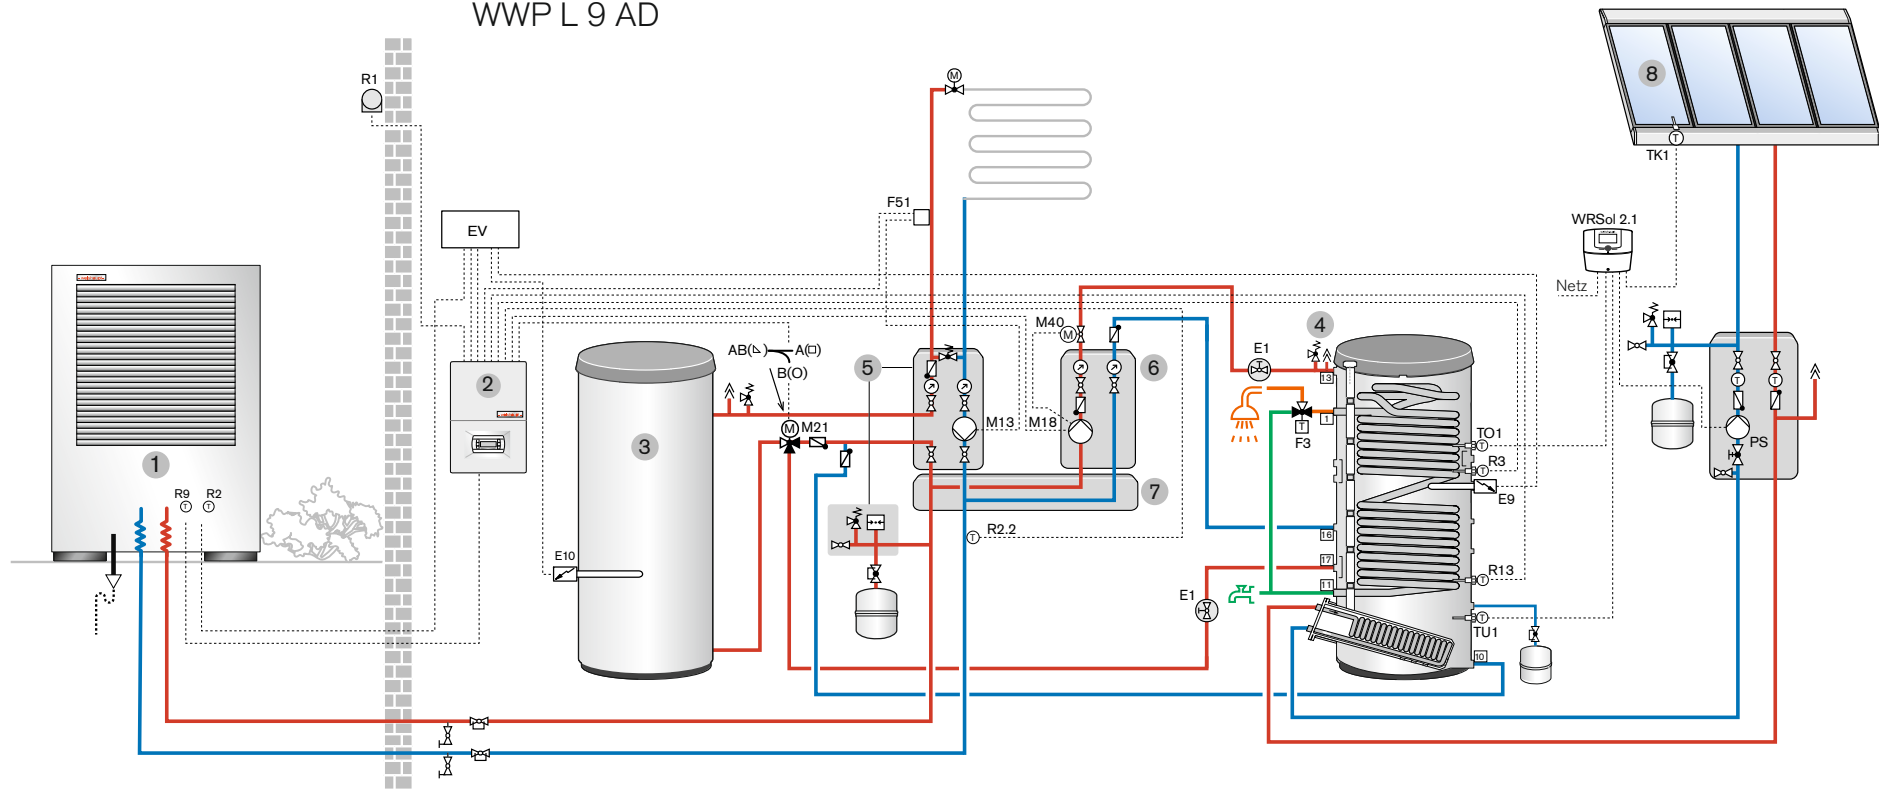 WWP L 9 AD
8
R1
T
TK1
M
F51
WRSol 2.1
EV
Netz
M40
M
4
AB(⊾)
A(□)
B(O)
E1
5
6
2
13
T
T
3
M
M21
M13
M18
1
T
F3
TO1
T
PS
1
R3
T
7
R9
R2
T
T
E9
R2.2
T
16
E10
17
R13
T
11
E1
TU1
T
10